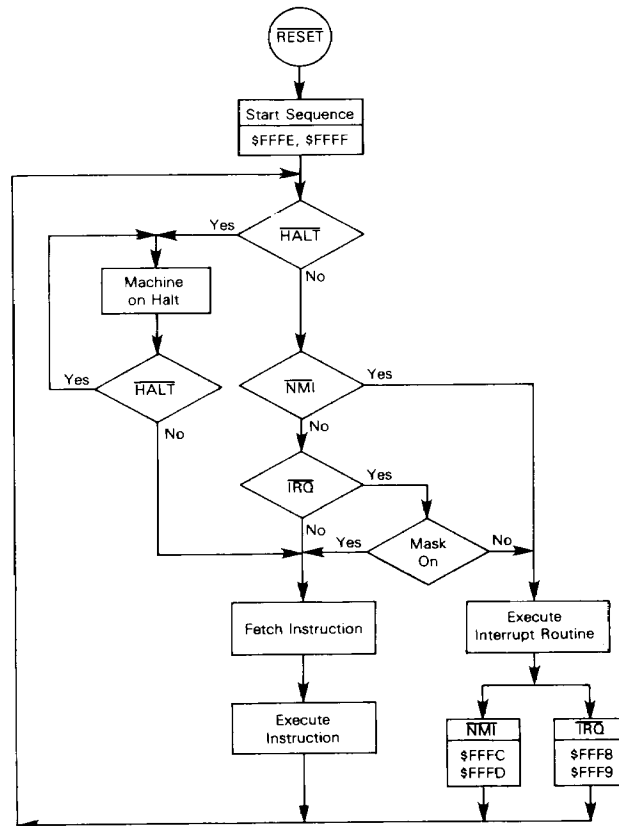 RESET
Start Sequence
$FFFE, $FFFF
Yes
HALT
No
Machine
on Halt
Yes
HALT
No
NMI
Yes
No
IRQ
Yes
No
Yes
Mask
On
No
Fetch Instruction
Execute
Interrupt Routine
Execute
Instruction
NMI
$FFFC
$FFFD
IRQ
$FFF8
$FFF9